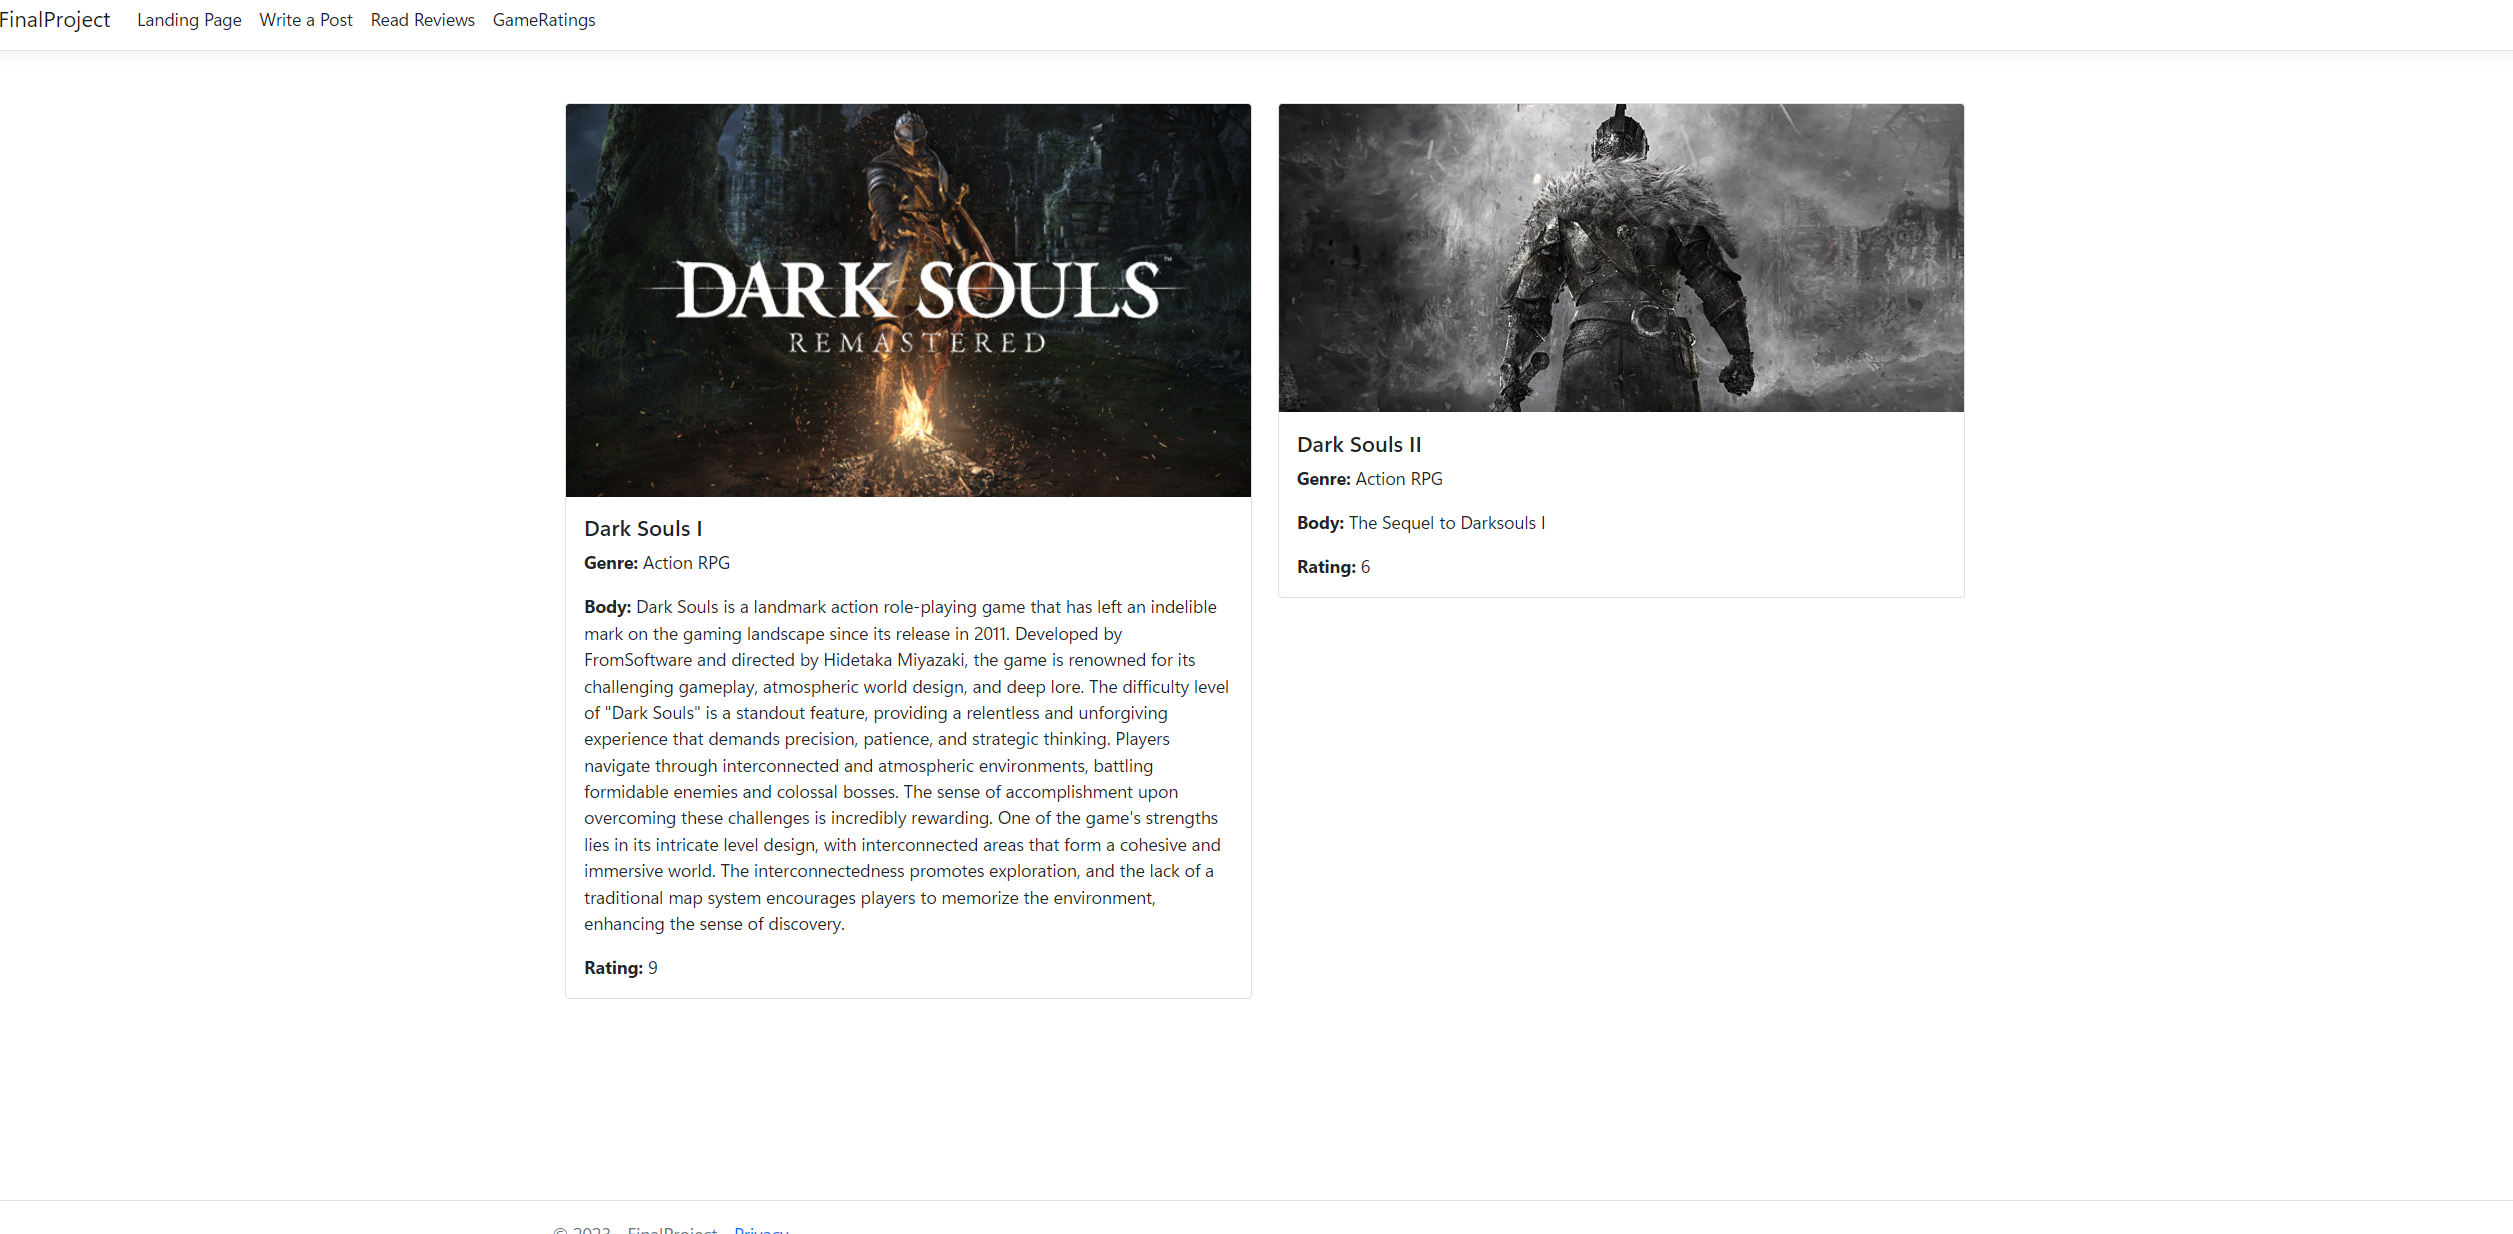 FinalProject Landing Page Write a Post Read Reviews GameRatings
DARK SOULS™
REMASTERED
Dark Souls I
Genre: Action RPG
Body: Dark Souls is a landmark action role-playing game that has left an indelible
mark on the gaming landscape since its release in 2011. Developed by
FromSoftware and directed by Hidetaka Miyazaki, the game is renowned for its
challenging gameplay, atmospheric world design, and deep lore. The difficulty level
of "Dark Souls" is a standout feature, providing a relentless and unforgiving
experience that demands precision, patience, and strategic thinking. Players
navigate through interconnected and atmospheric environments, battling
formidable enemies and colossal bosses. The sense of accomplishment upon
overcoming these challenges is incredibly rewarding. One of the game's strengths
lies in its intricate level design, with interconnected areas that form a cohesive and
immersive world. The interconnectedness promotes exploration, and the lack of a
traditional map system encourages players to memorize the environment,
enhancing the sense of discovery.
Rating: 9
Dark Souls II
Genre: Action RPG
Body: The Sequel to Darksouls I
Rating: 6
© 2023 - FinalProject - Privacy